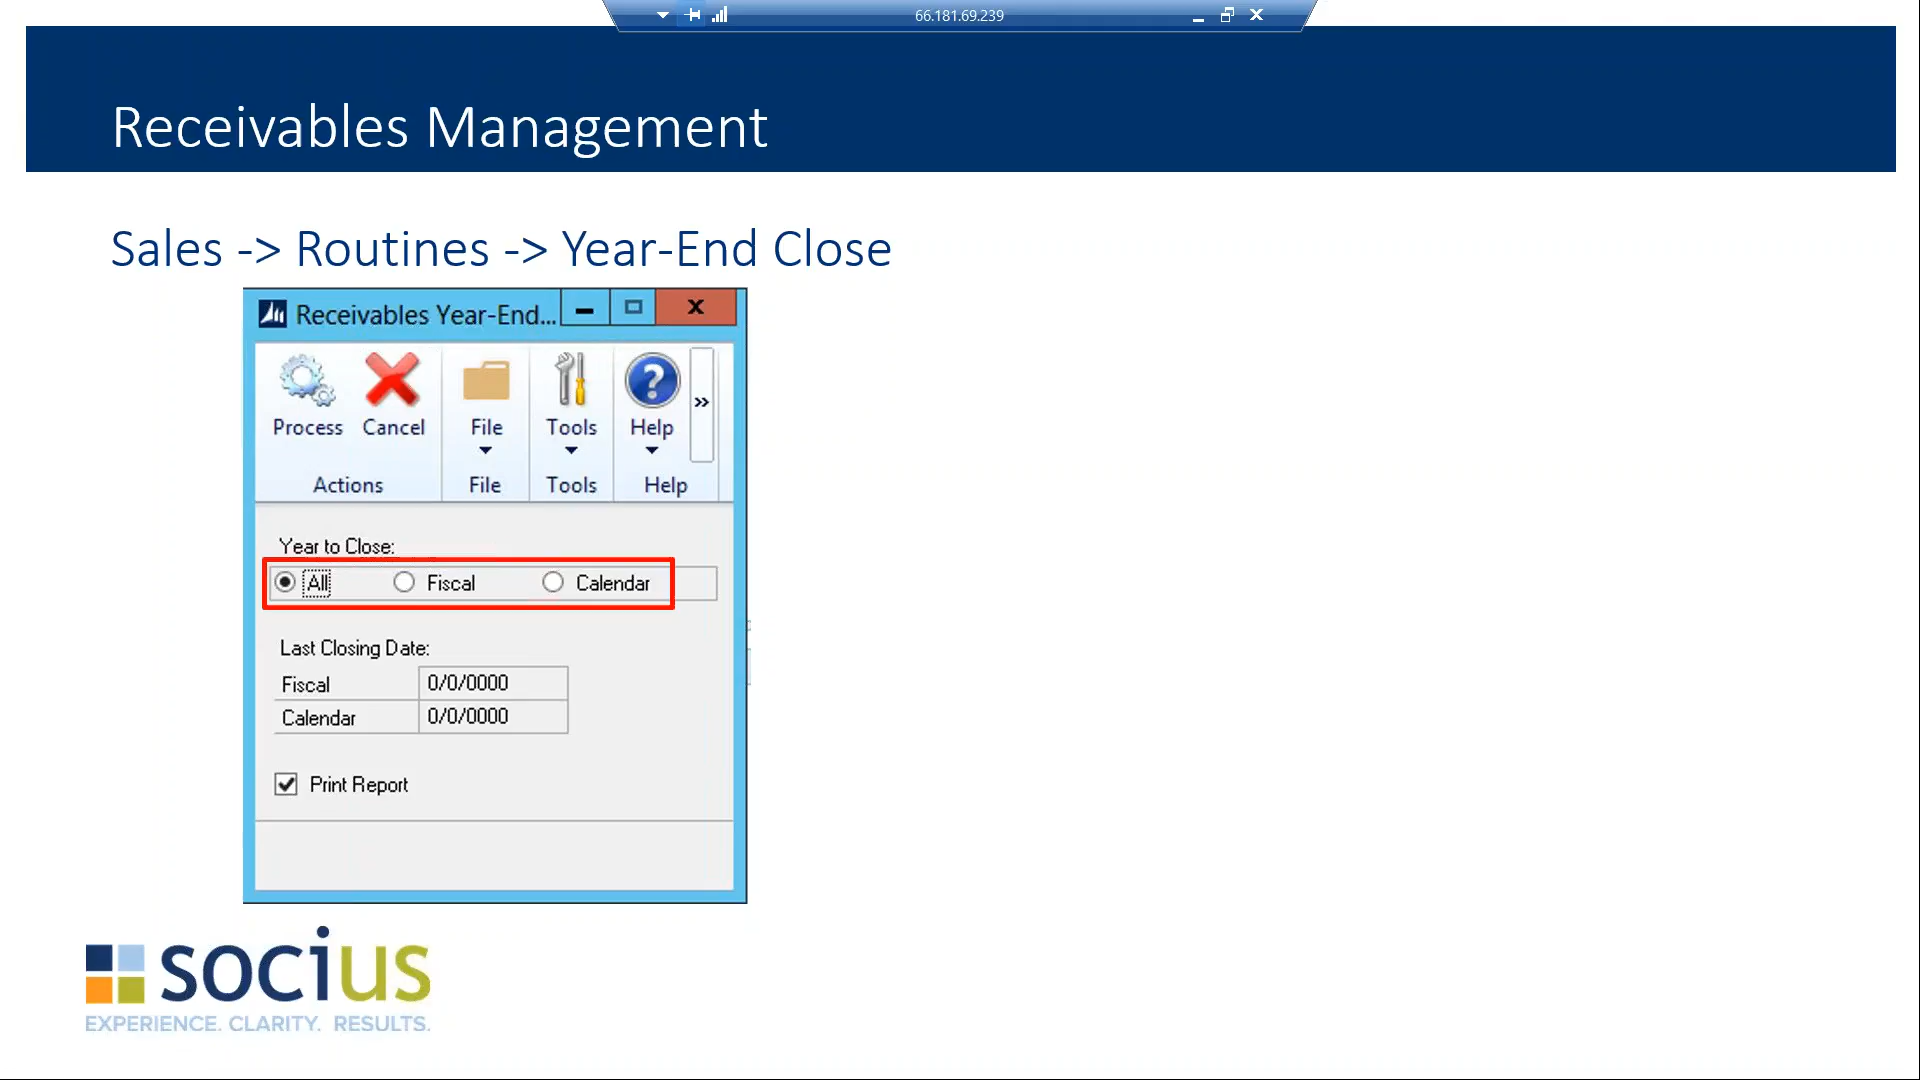 66.181.69.239
Receivables Management
Sales -> Routines -> Year-End Close
Receivables Year-End...
Process Cancel File Tools Help »
Actions File Tools Help
Year to Close:
All Fiscal Calendar
Last Closing Date:
Fiscal 0/0/0000
Calendar 0/0/0000
Print Report
socius
EXPERIENCE. CLARITY. RESULTS.